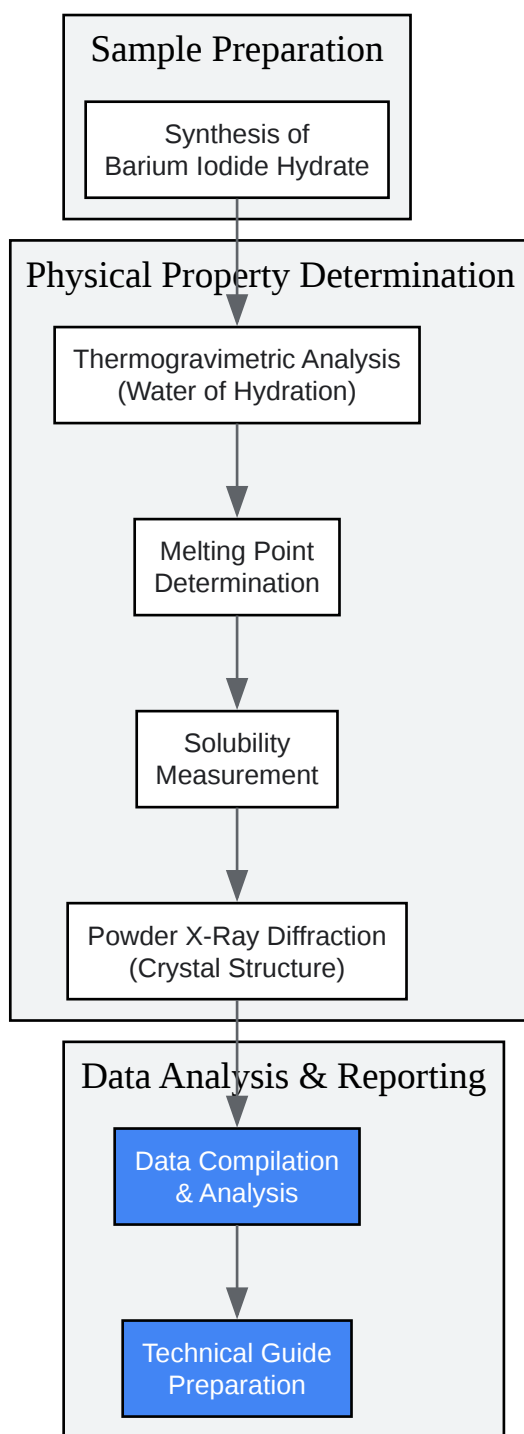 Sample Preparation
Synthesis of
Barium Iodide Hydrate
Physical Property Determination
Thermogravimetric Analysis
(Water of Hydration)
Melting Point
Determination
Solubility
Measurement
Powder X-Ray Diffraction
(Crystal Structure)
Data Analysis & Reporting
Data Compilation
& Analysis
Technical Guide
Preparation